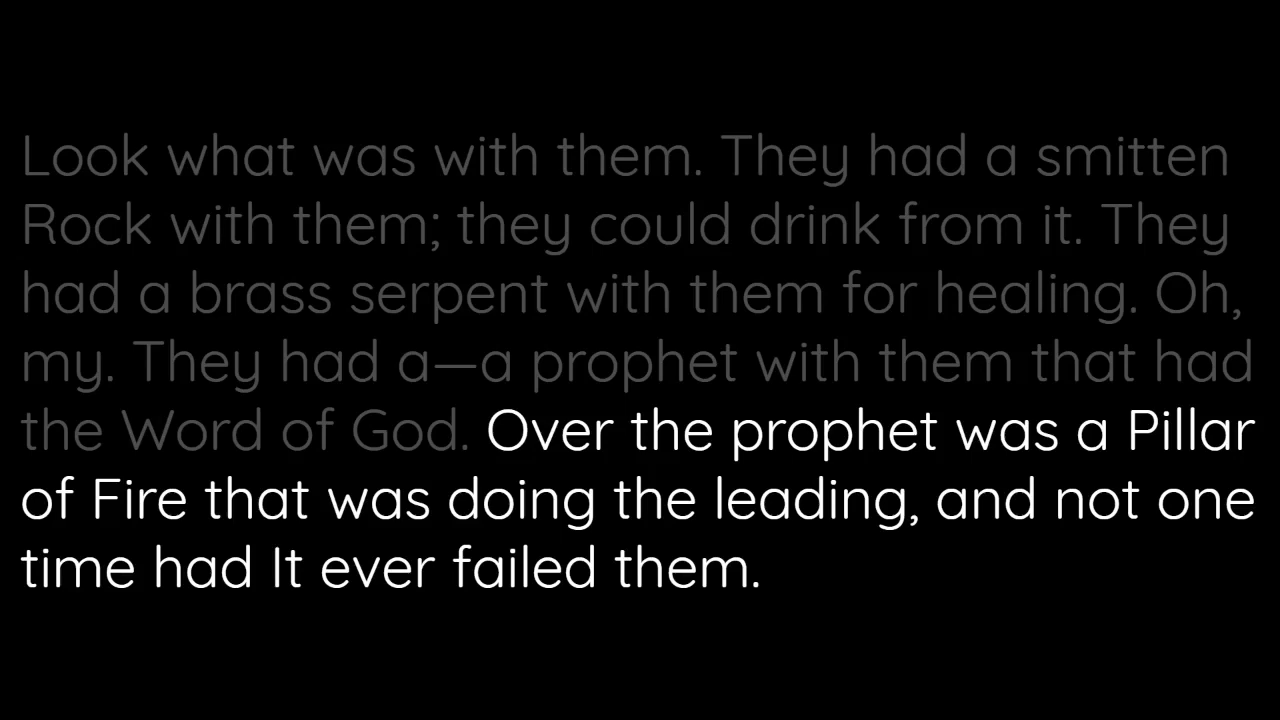 Look what was with them. They had a smitten
Rock with them; they could drink from it. They
had a brass serpent with them for healing. Oh,
my. They had a—a prophet with them that had
the Word of God. Over the prophet was a Pillar
of Fire that was doing the leading, and not one
time had It ever failed them.